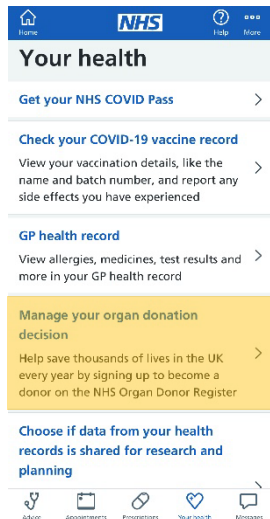 NHS
Home
Help
More
Your health
Get your NHS COVID Pass
Check your COVID-19 vaccine record
View your vaccination details, like the
name and batch number, and report any
side effects you have experienced
GP health record
View allergies, medicines, test results and
more in your GP health record
Manage your organ donation
decision
Help save thousands of lives in the UK
every year by signing up to become a
donor on the NHS Organ Donor Register
Choose if data from your health
records is shared for research and
planning
Advice
Appointments
Prescriptions
Your health
Messages